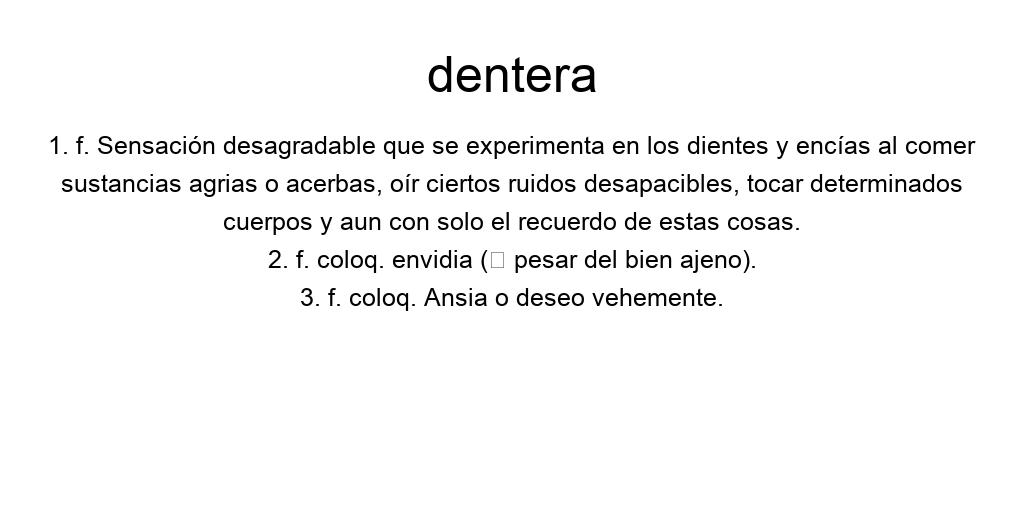 dentera
1. f. Sensación desagradable que se experimenta en los dientes y encías al comer
sustancias agrias o acerbas, oír ciertos ruidos desapacibles, tocar determinados
cuerpos y aun con solo el recuerdo de estas cosas.
2. f. coloq. envidia (□ pesar del bien ajeno).
3. f. coloq. Ansia o deseo vehemente.